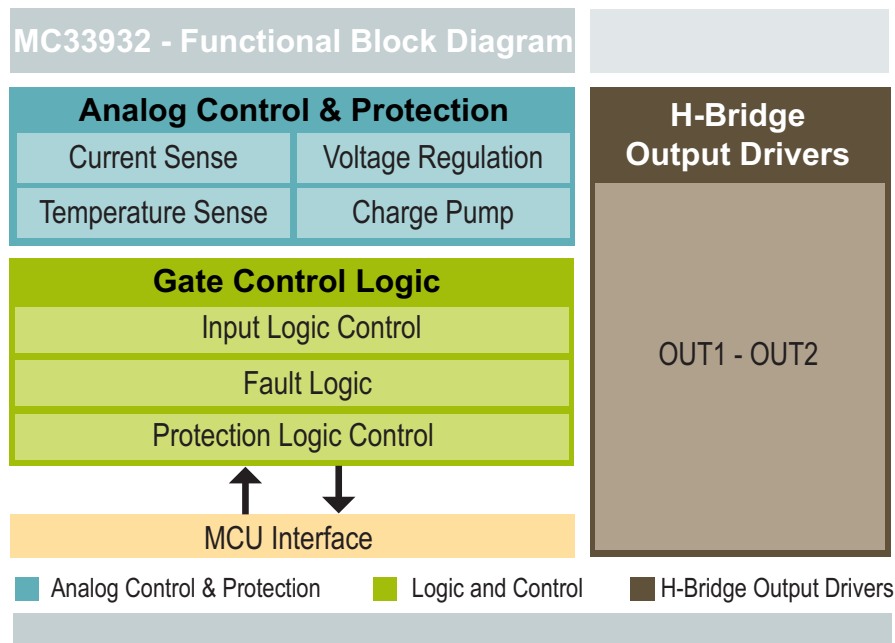 MC33932 - Functional Block Diagram
Analog Control & Protection
Current Sense
Voltage Regulation
Temperature Sense
Charge Pump
Gate Control Logic
Input Logic Control
Fault Logic
Protection Logic Control
MCU Interface
H-Bridge
Output Drivers
OUT1 - OUT2
Analog Control & Protection
Logic and Control
H-Bridge Output Drivers